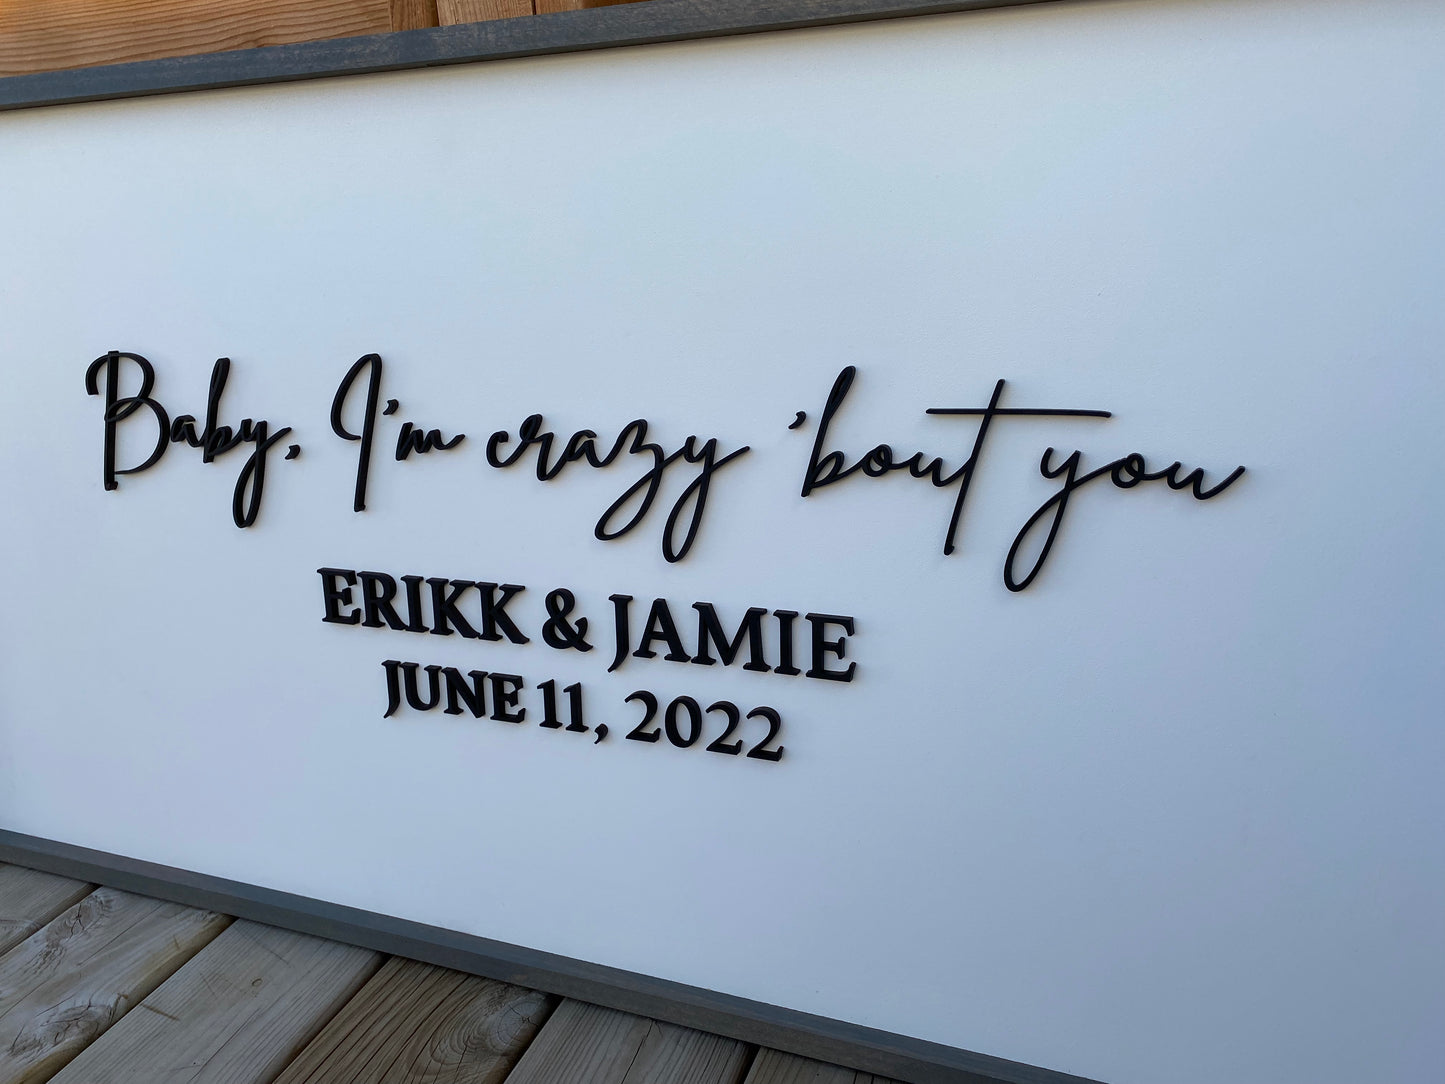 Baby, I'm crazy 'bout you
ERIKK & JAMIE
JUNE 11, 2022